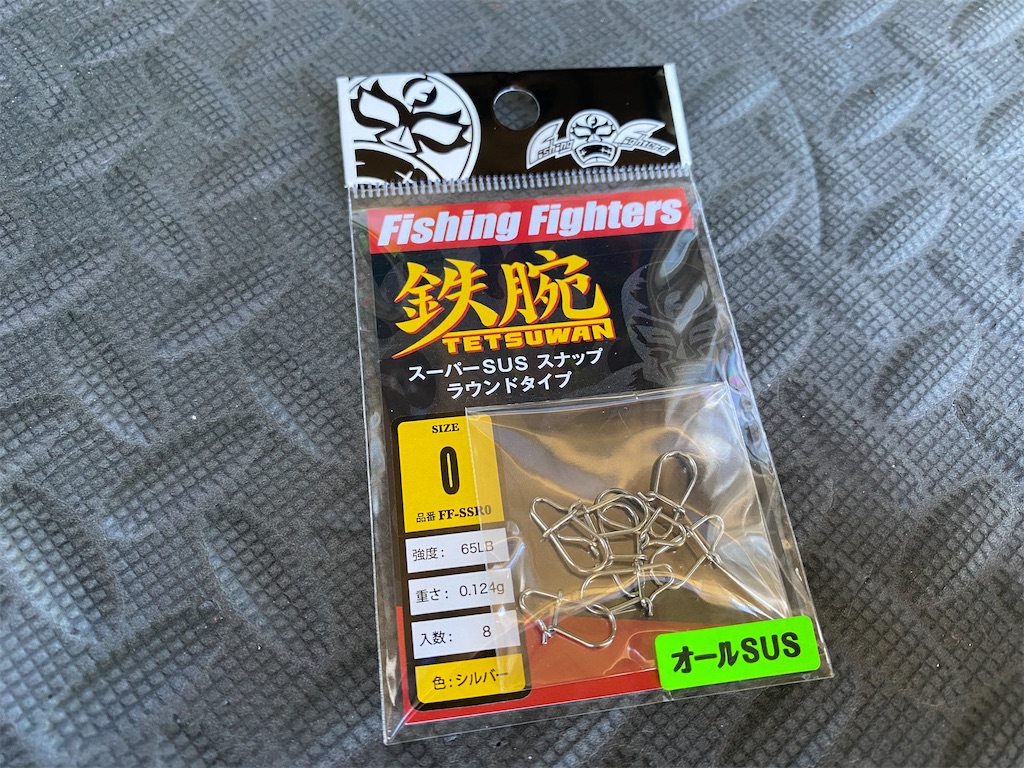 Fishing Fighters
Fishing Fighters
鉄腕
TETSUWAN
スーパーSUS スナップ
ラウンドタイプ
SIZE
0
品番 FF-SSR0
強度: 65LB
重さ: 0.124g
入数: 8
色:シルバー
オールSUS